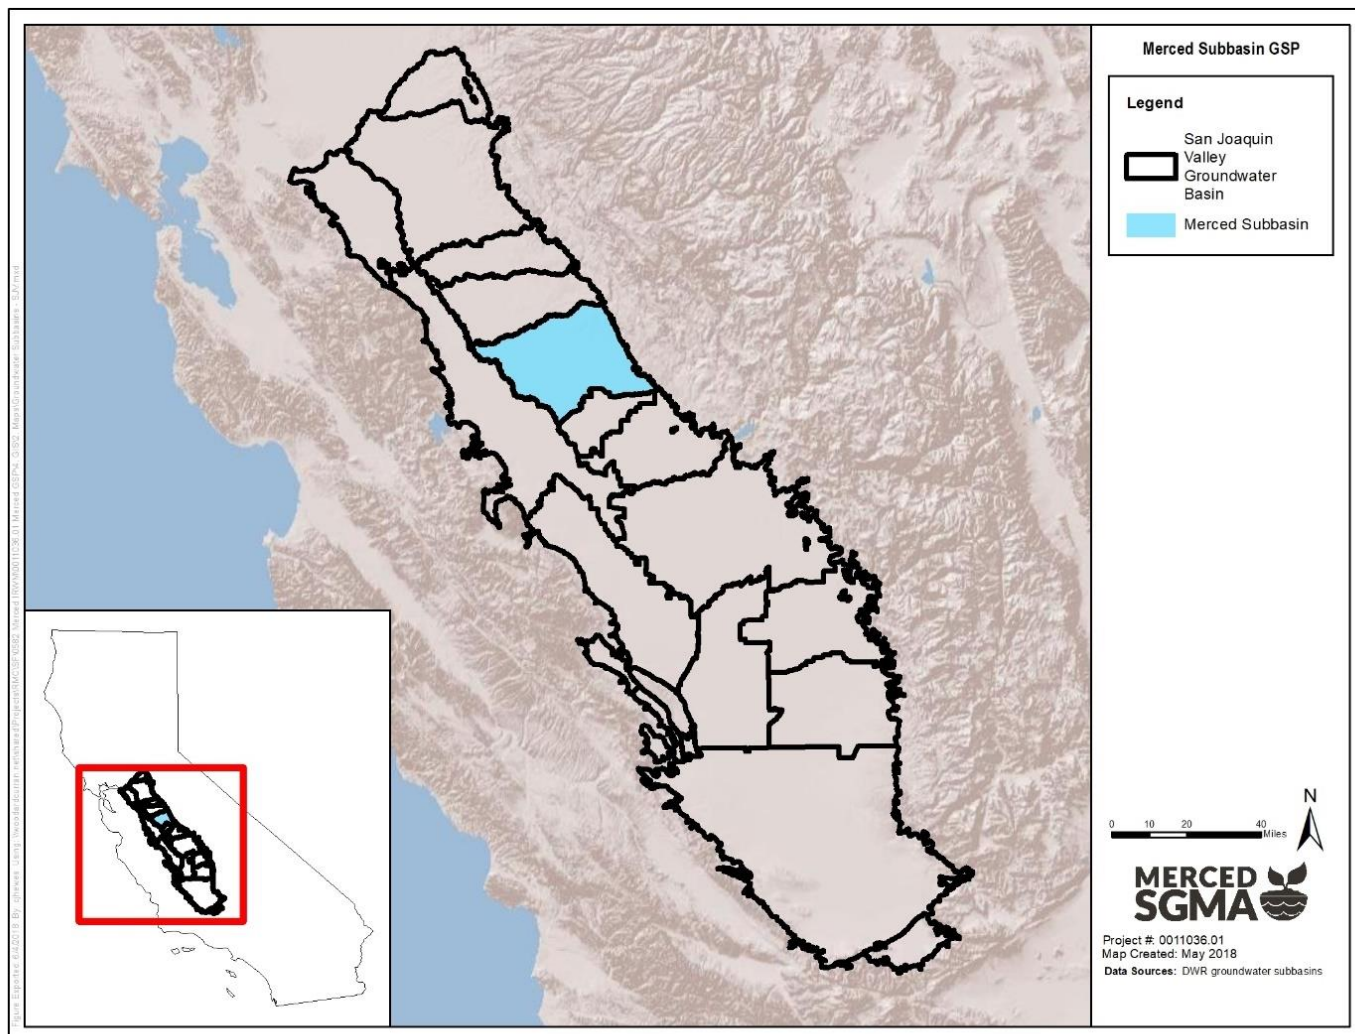 Merced Subbasin GSP
Legend
San Joaquin
Valley
Groundwater
Basin
Merced Subbasin
N
0 10 20 40
Miles
MERCED
SGMA
Project #: 0011036.01
Map Created: May 2018
Data Sources: DWR groundwater subbasins